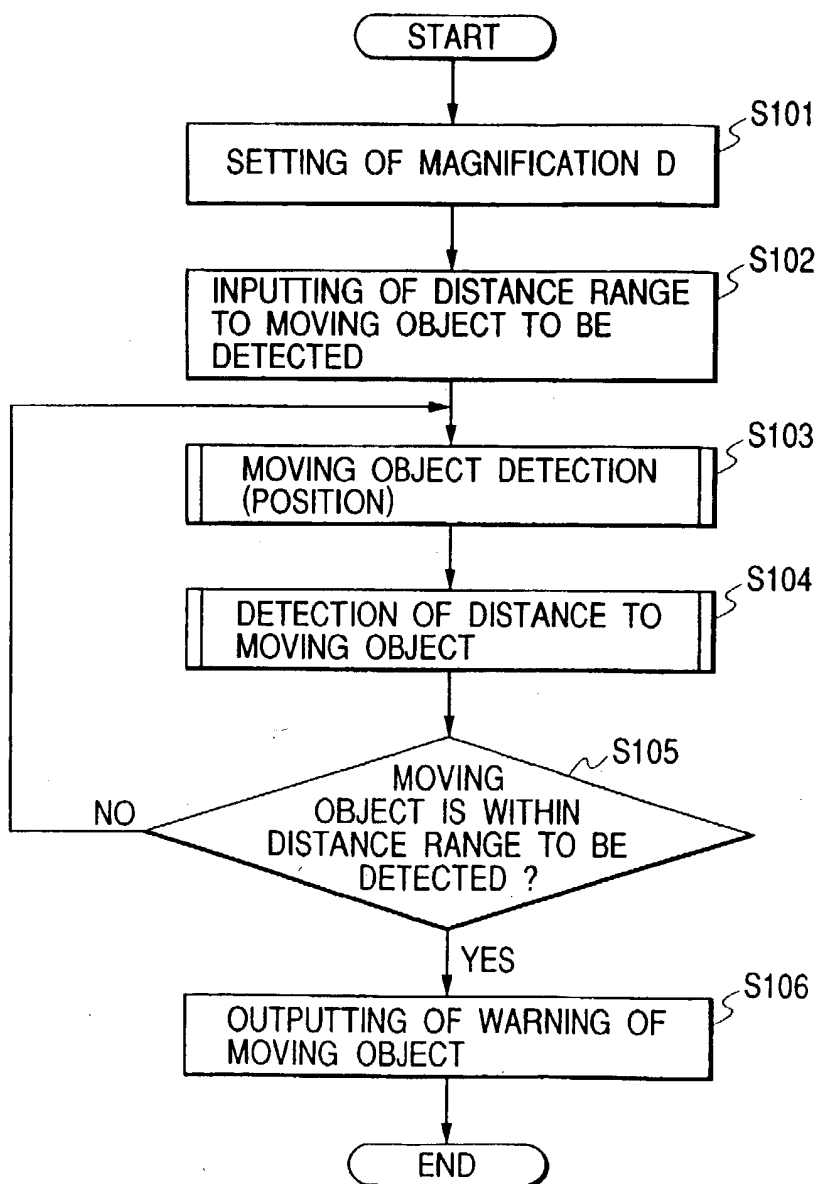 START
S101
SETTING OF MAGNIFICATION D
S102
INPUTTING OF DISTANCE RANGE
TO MOVING OBJECT TO BE
DETECTED
S103
MOVING OBJECT DETECTION
(POSITION)
S104
DETECTION OF DISTANCE TO
MOVING OBJECT
S105
MOVING
OBJECT IS WITHIN
DISTANCE RANGE TO BE
DETECTED ?
NO
YES
S106
OUTPUTTING OF WARNING OF
MOVING OBJECT
END